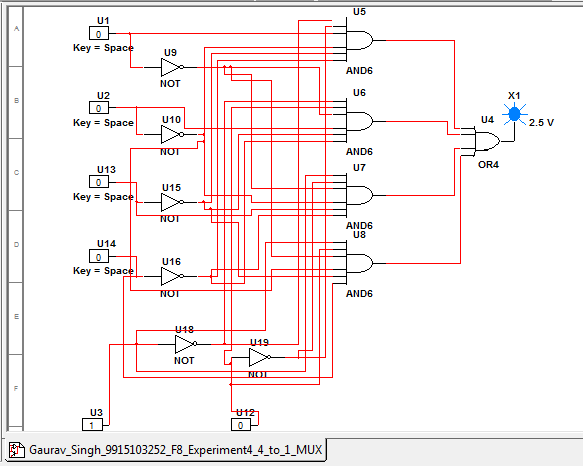 A
B
C
D
E
F
U1
0
Key = Space
U9
NOT
U5
AND6
U2
0
Key = Space
U10
NOT
U6
AND6
X1
2.5 V
U4
OR4
U13
0
Key = Space
U15
NOT
U7
AND6
U14
0
Key = Space
U16
NOT
U8
AND6
U18
NOT
U19
NOT
U3
1
U12
0
Gaurav_Singh_9915103252_F8_Experiment4_4_to_1_MUX